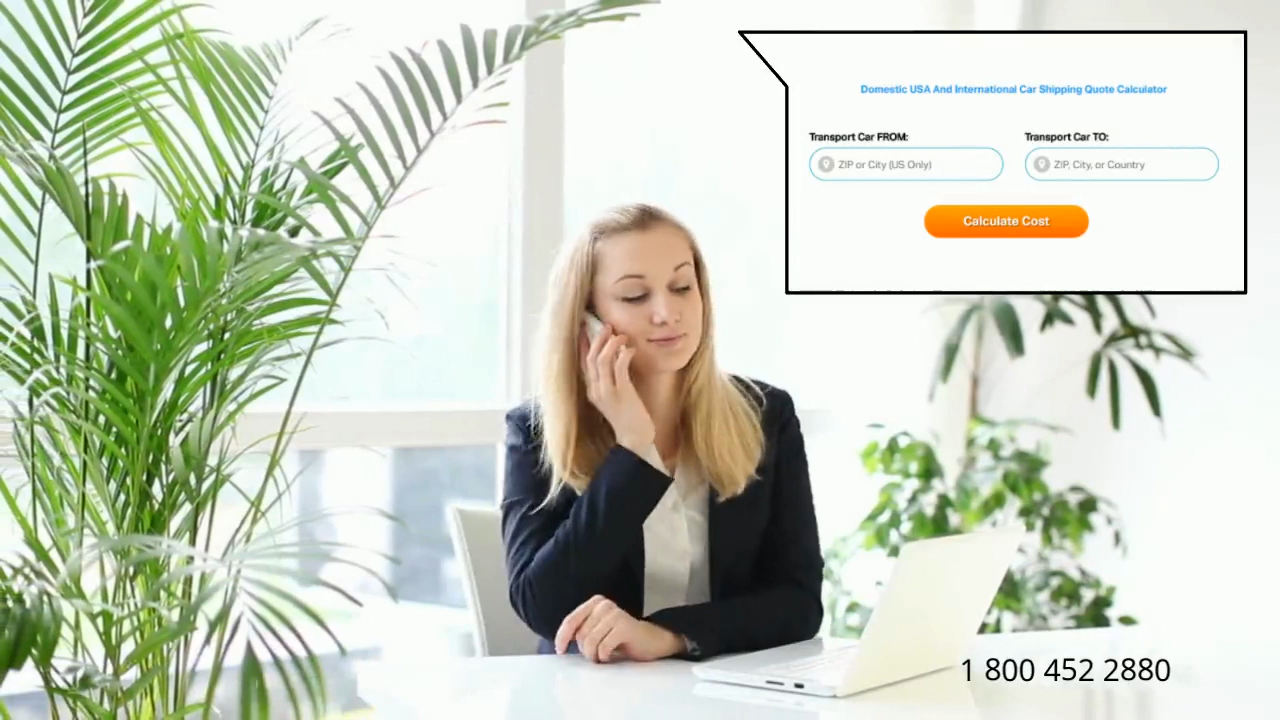 Domestic USA And International Car Shipping Quote Calculator
Transport Car FROM:
Transport Car TO:
ZIP or City (US Only)
ZIP, City, or Country
Calculate Cost
1 800 452 2880